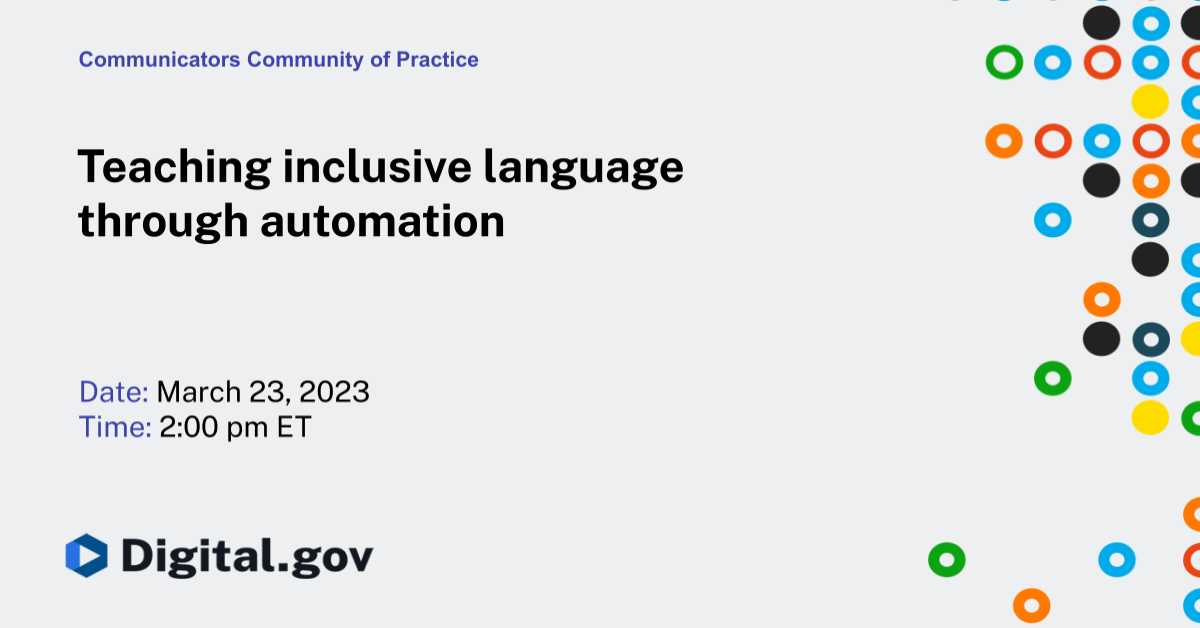 Communicators Community of Practice
Teaching inclusive language
through automation
Date: March 23, 2023
Time: 2:00 pm ET
Digital.gov